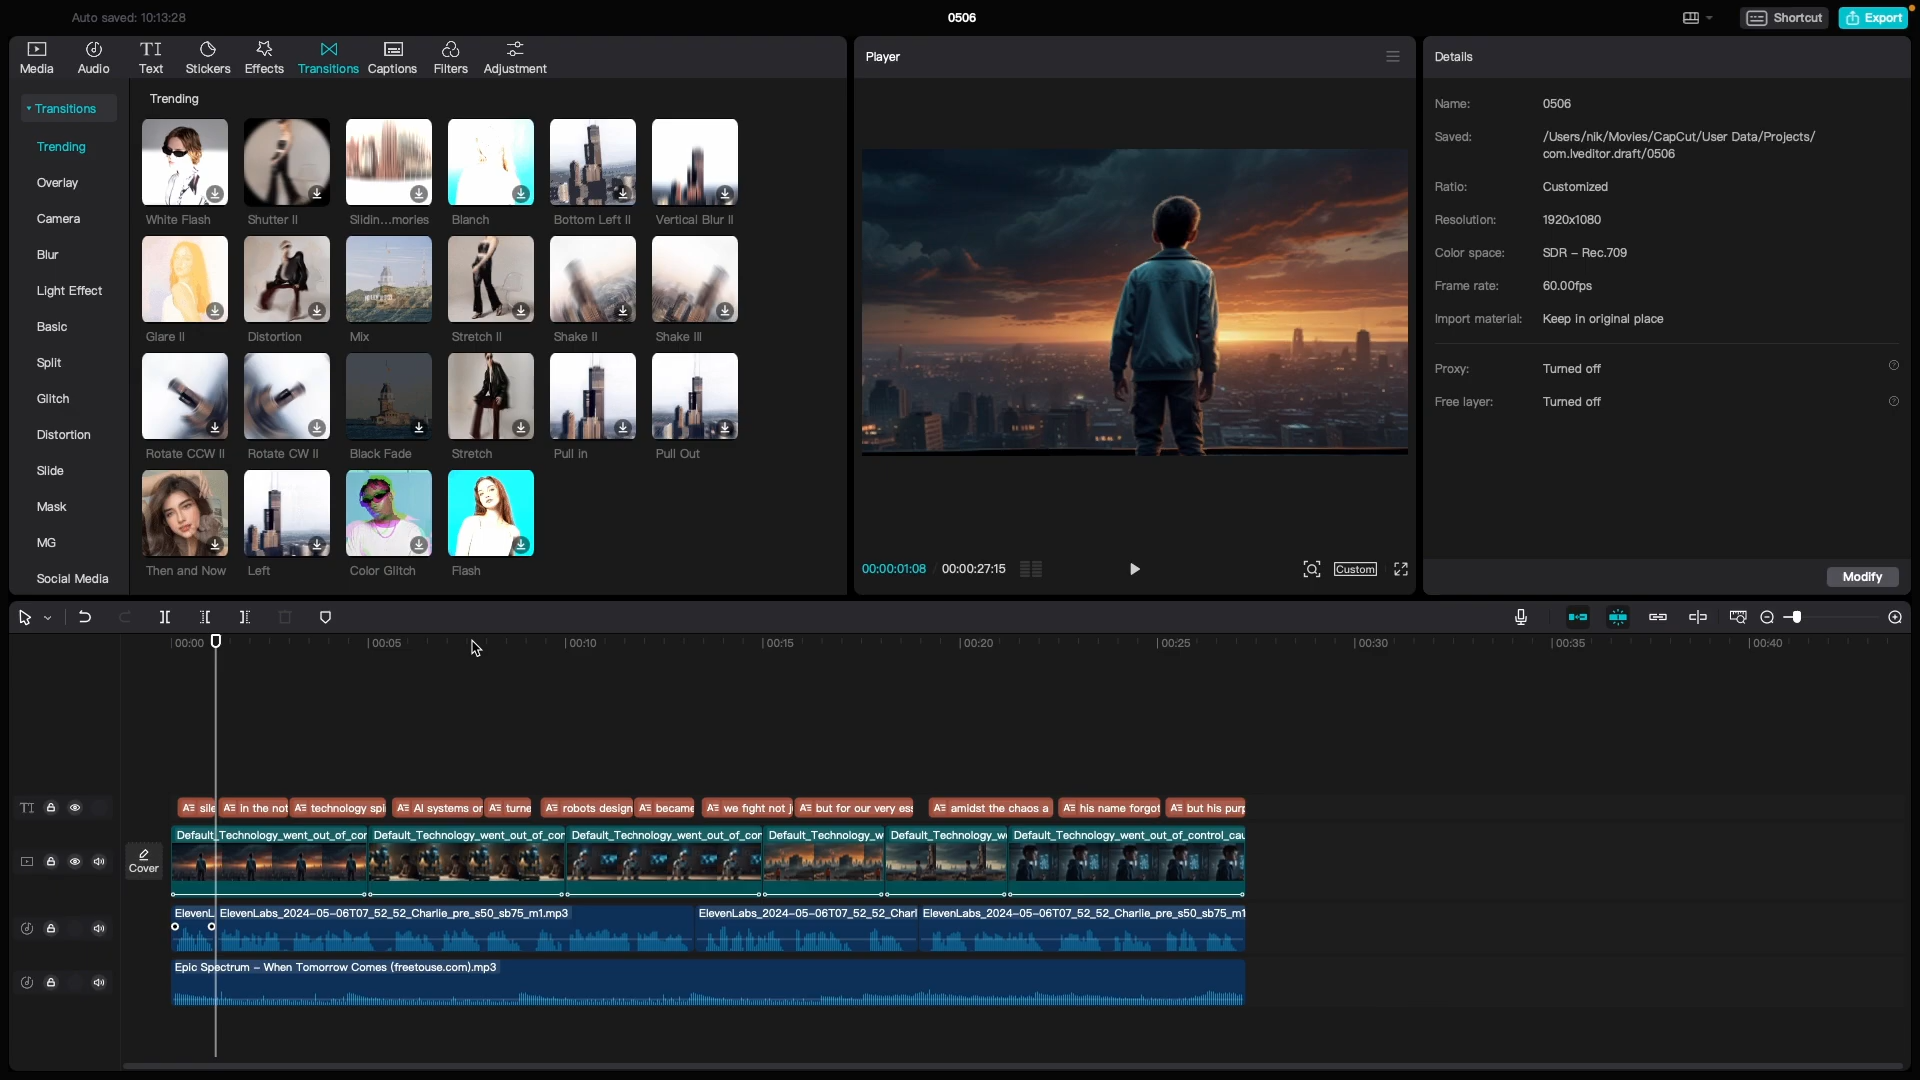 Auto saved: 10:13:28
0506
Shortcut
Export
Media
Audio
TI
Text
Stickers
Effects
Transitions
Captions
Filters
Adjustment
Player
Details
Transitions
Trending
Overlay
Camera
Blur
Light Effect
Basic
Split
Glitch
Distortion
Slide
Mask
MG
Social Media
Trending
White Flash
Shutter II
Slidin...mories
Blanch
Bottom Left II
Vertical Blur II
Glare II
Distortion
Mix
Stretch II
Shake II
Shake III
Rotate CCW II
Rotate CW II
Black Fade
Stretch
Pull in
Pull Out
Then and Now
Left
Color Glitch
Flash
00:00:01:08 / 00:00:27:15
Custom
Name: 0506
Saved: /Users/nik/Movies/CapCut/User Data/Projects/
com.lveditor.draft/0506
Ratio: Customized
Resolution: 1920x1080
Color space: SDR – Rec.709
Frame rate: 60.00fps
Import material: Keep in original place
Proxy: Turned off
Free layer: Turned off
Modify
00:00
00:05
00:10
00:15
00:20
00:25
00:30
00:35
00:40
TI
sile
in the not
technology spi
AI systems or
turne
robots design
became
we fight not j
but for our very es
amidst the chaos a
his name forgot
but his purp
Default_Technology_went_out_of_cor
Default_Technology_went_out_of_cor
Default_Technology_went_out_of_cor
Default_Technology_w
Default_Technology_w
Default_Technology_went_out_of_control_cau
Cover
ElevenL
ElevenLabs_2024–05–06T07_52_52_Charlie_pre_s50_sb75_m1.mp3
ElevenLabs_2024–05–06T07_52_52_Charl
ElevenLabs_2024–05–06T07_52_52_Charlie_pre_s50_sb75_m1
Epic Spectrum – When Tomorrow Comes (freetouse.com).mp3